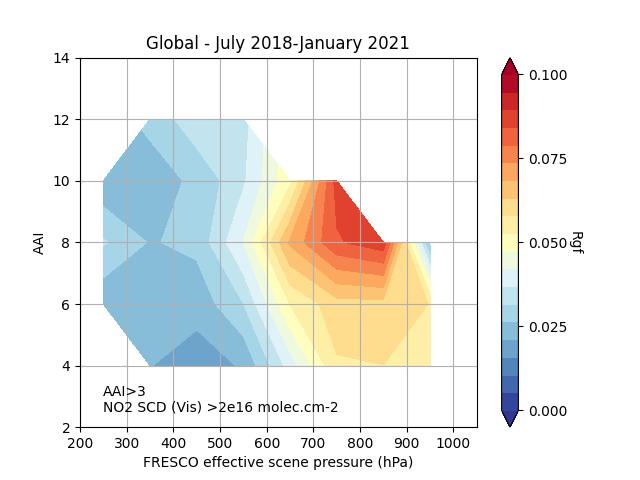 Global - July 2018-January 2021
14
12
10
8
6
4
2
AAI
AAI>3
NO2 SCD (Vis) >2e16 molec.cm-2
200 300 400 500 600 700 800 900 1000
FRESCO effective scene pressure (hPa)
0.100
0.075
0.050
0.025
0.000
Rgf